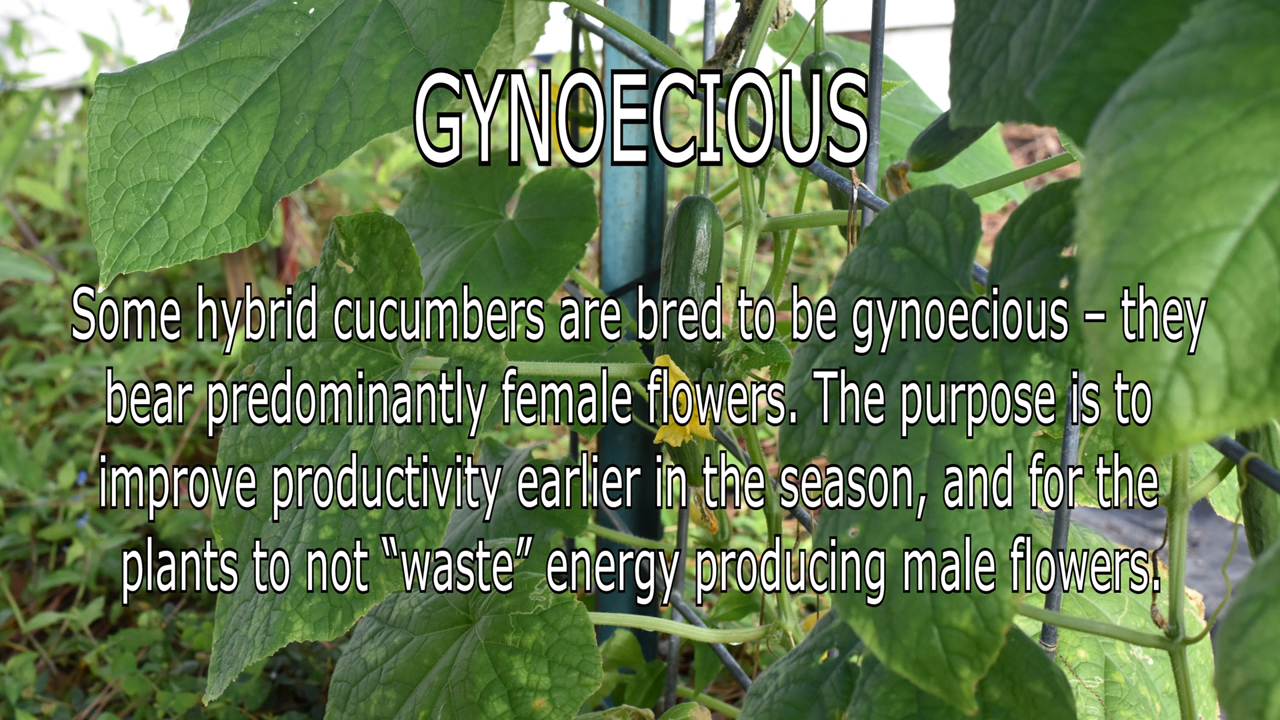 GYNOECIOUS
Some hybrid cucumbers are bred to be gynoecious – they
bear predominantly female flowers. The purpose is to
improve productivity earlier in the season, and for the
plants to not “waste” energy producing male flowers.